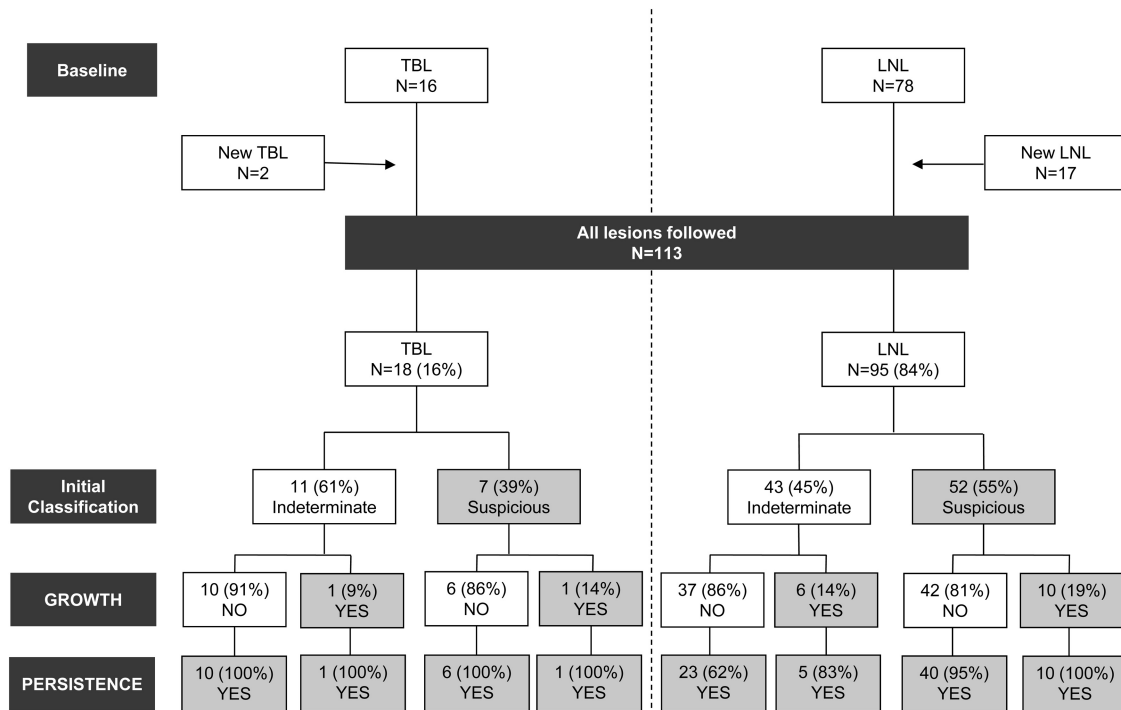 Baseline
TBL
N=16
LNL
N=78
New TBL
N=2
New LNL
N=17
All lesions followed
N=113
TBL
N=18 (16%)
LNL
N=95 (84%)
Initial
Classification
11 (61%)
Indeterminate
7 (39%)
Suspicious
43 (45%)
Indeterminate
52 (55%)
Suspicious
GROWTH
10 (91%)
NO
1 (9%)
YES
6 (86%)
NO
1 (14%)
YES
37 (86%)
NO
6 (14%)
YES
42 (81%)
NO
10 (19%)
YES
PERSISTENCE
10 (100%)
YES
1 (100%)
YES
6 (100%)
YES
1 (100%)
YES
23 (62%)
YES
5 (83%)
YES
40 (95%)
YES
10 (100%)
YES